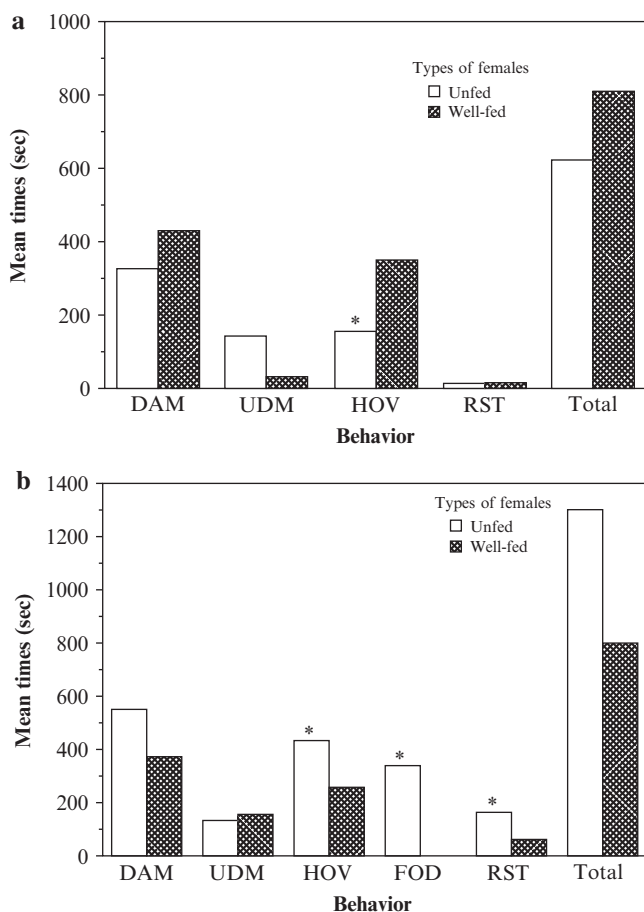 a
1000
800
600
400
200
0
Mean times (sec)
Types of females
Unfed
Well-fed
*
DAM UDM HOV RST Total
Behavior
b
1400
1200
1000
800
600
400
200
0
Mean times (sec)
Types of females
Unfed
Well-fed
* * *
DAM UDM HOV FOD RST Total
Behavior